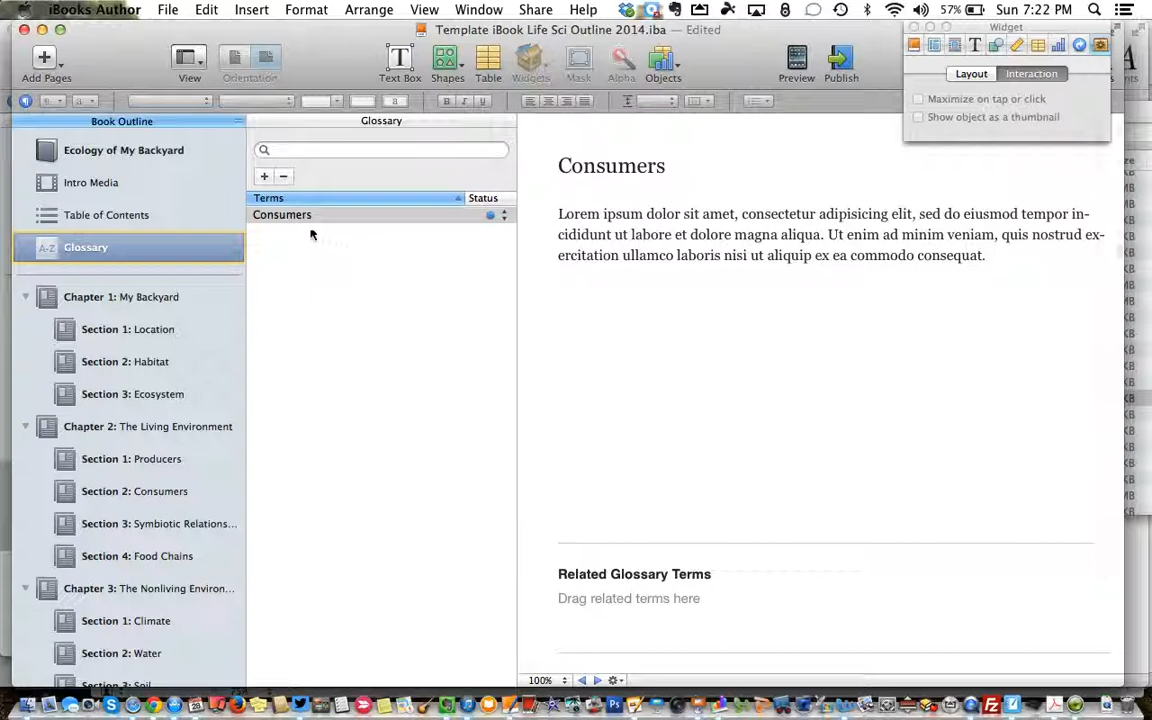 iBooks Author File Edit Insert Format Arrange View Window Share Help 57% Sun 7:22 PM
Template iBook Life Sci Outline 2014.iba — Edited
Widget
Add Pages View Orientation Text Box Shapes Table Widgets Mask Alpha Objects Preview Publish
Layout Interaction
Maximize on tap or click
Show object as a thumbnail
Book Outline
Glossary
Ecology of My Backyard
Intro Media
Table of Contents
A-Z Glossary
Chapter 1: My Backyard
Section 1: Location
Section 2: Habitat
Section 3: Ecosystem
Chapter 2: The Living Environment
Section 1: Producers
Section 2: Consumers
Section 3: Symbiotic Relations...
Section 4: Food Chains
Chapter 3: The Nonliving Environ...
Section 1: Climate
Section 2: Water
Section 3: Soil
Terms Status
Consumers
Consumers
Lorem ipsum dolor sit amet, consectetur adipisicing elit, sed do eiusmod tempor in-
cididunt ut labore et dolore magna aliqua. Ut enim ad minim veniam, quis nostrud ex-
ercitation ullamco laboris nisi ut aliquip ex ea commodo consequat.
Related Glossary Terms
Drag related terms here
100%